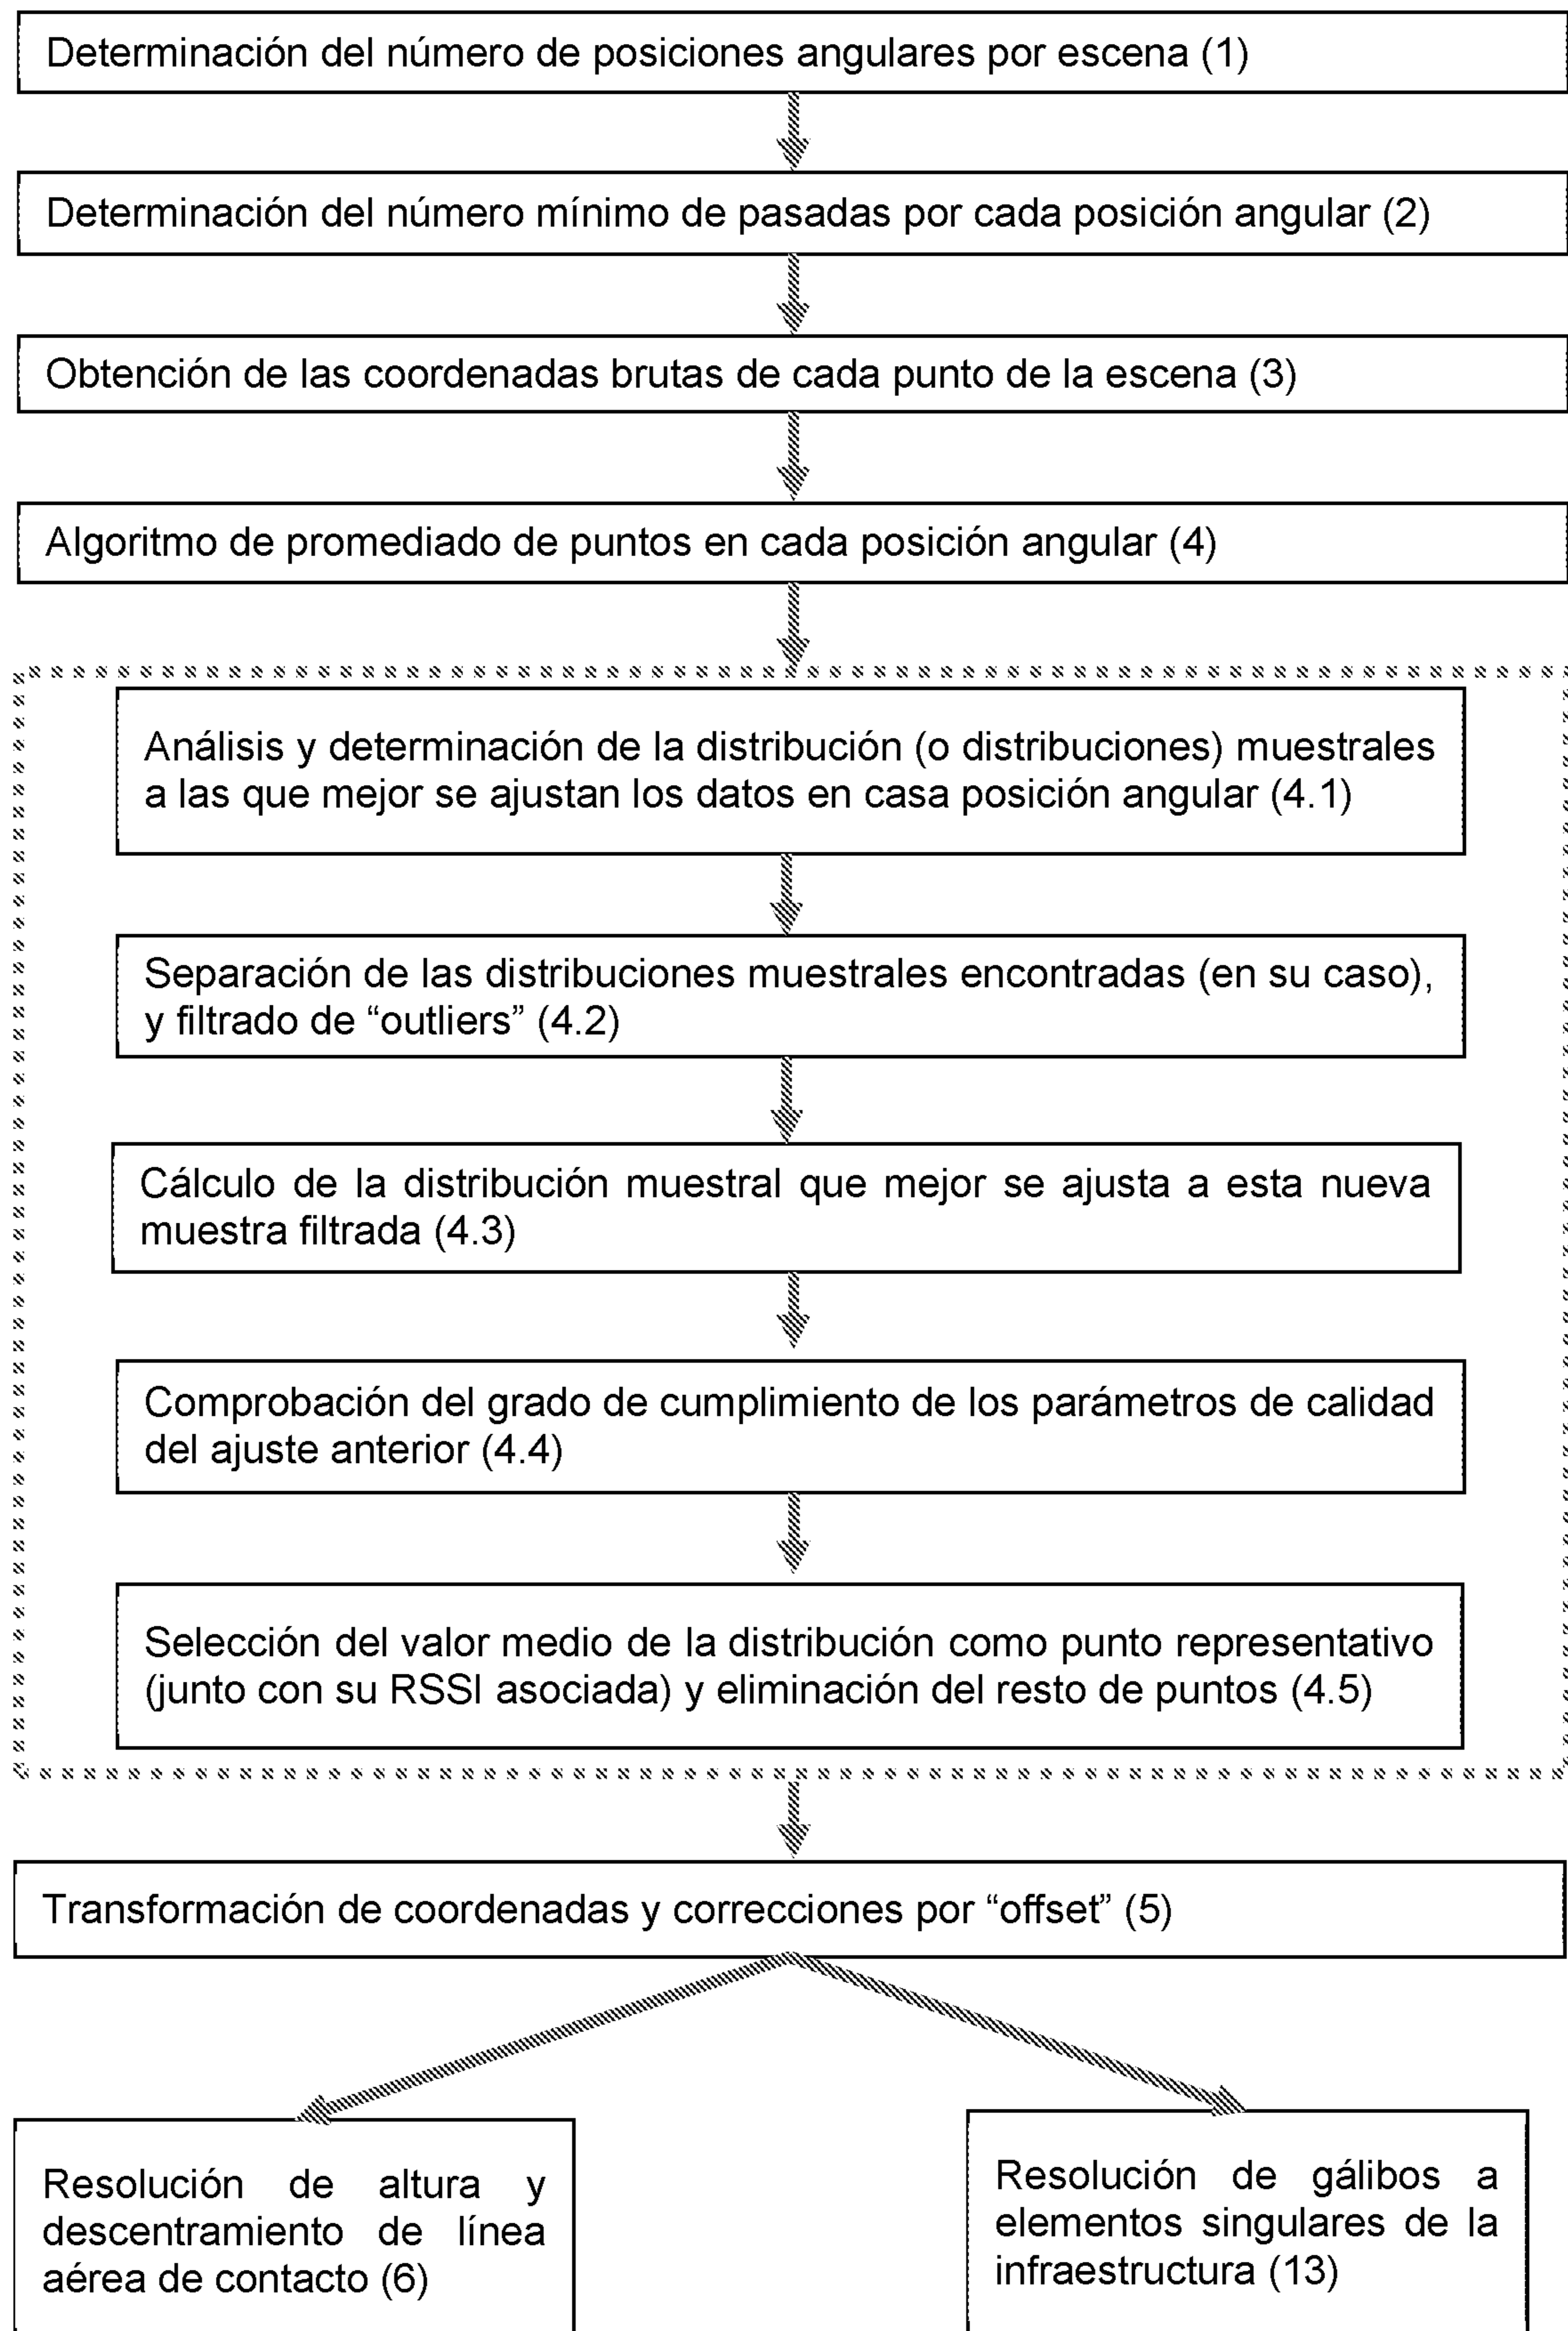 Determinación del número de posiciones angulares por escena (1)
Determinación del número mínimo de pasadas por cada posición angular (2)
Obtención de las coordenadas brutas de cada punto de la escena (3)
Algoritmo de promediado de puntos en cada posición angular (4)
Análisis y determinación de la distribución (o distribuciones) muestrales
a las que mejor se ajustan los datos en casa posición angular (4.1)
Separación de las distribuciones muestrales encontradas (en su caso),
y filtrado de “outliers” (4.2)
Cálculo de la distribución muestral que mejor se ajusta a esta nueva
muestra filtrada (4.3)
Comprobación del grado de cumplimiento de los parámetros de calidad
del ajuste anterior (4.4)
Selección del valor medio de la distribución como punto representativo
(junto con su RSSI asociada) y eliminación del resto de puntos (4.5)
Transformación de coordenadas y correcciones por “offset” (5)
Resolución de altura y
descentramiento de línea
aérea de contacto (6)
Resolución de gálibos a
elementos singulares de la
infraestructura (13)